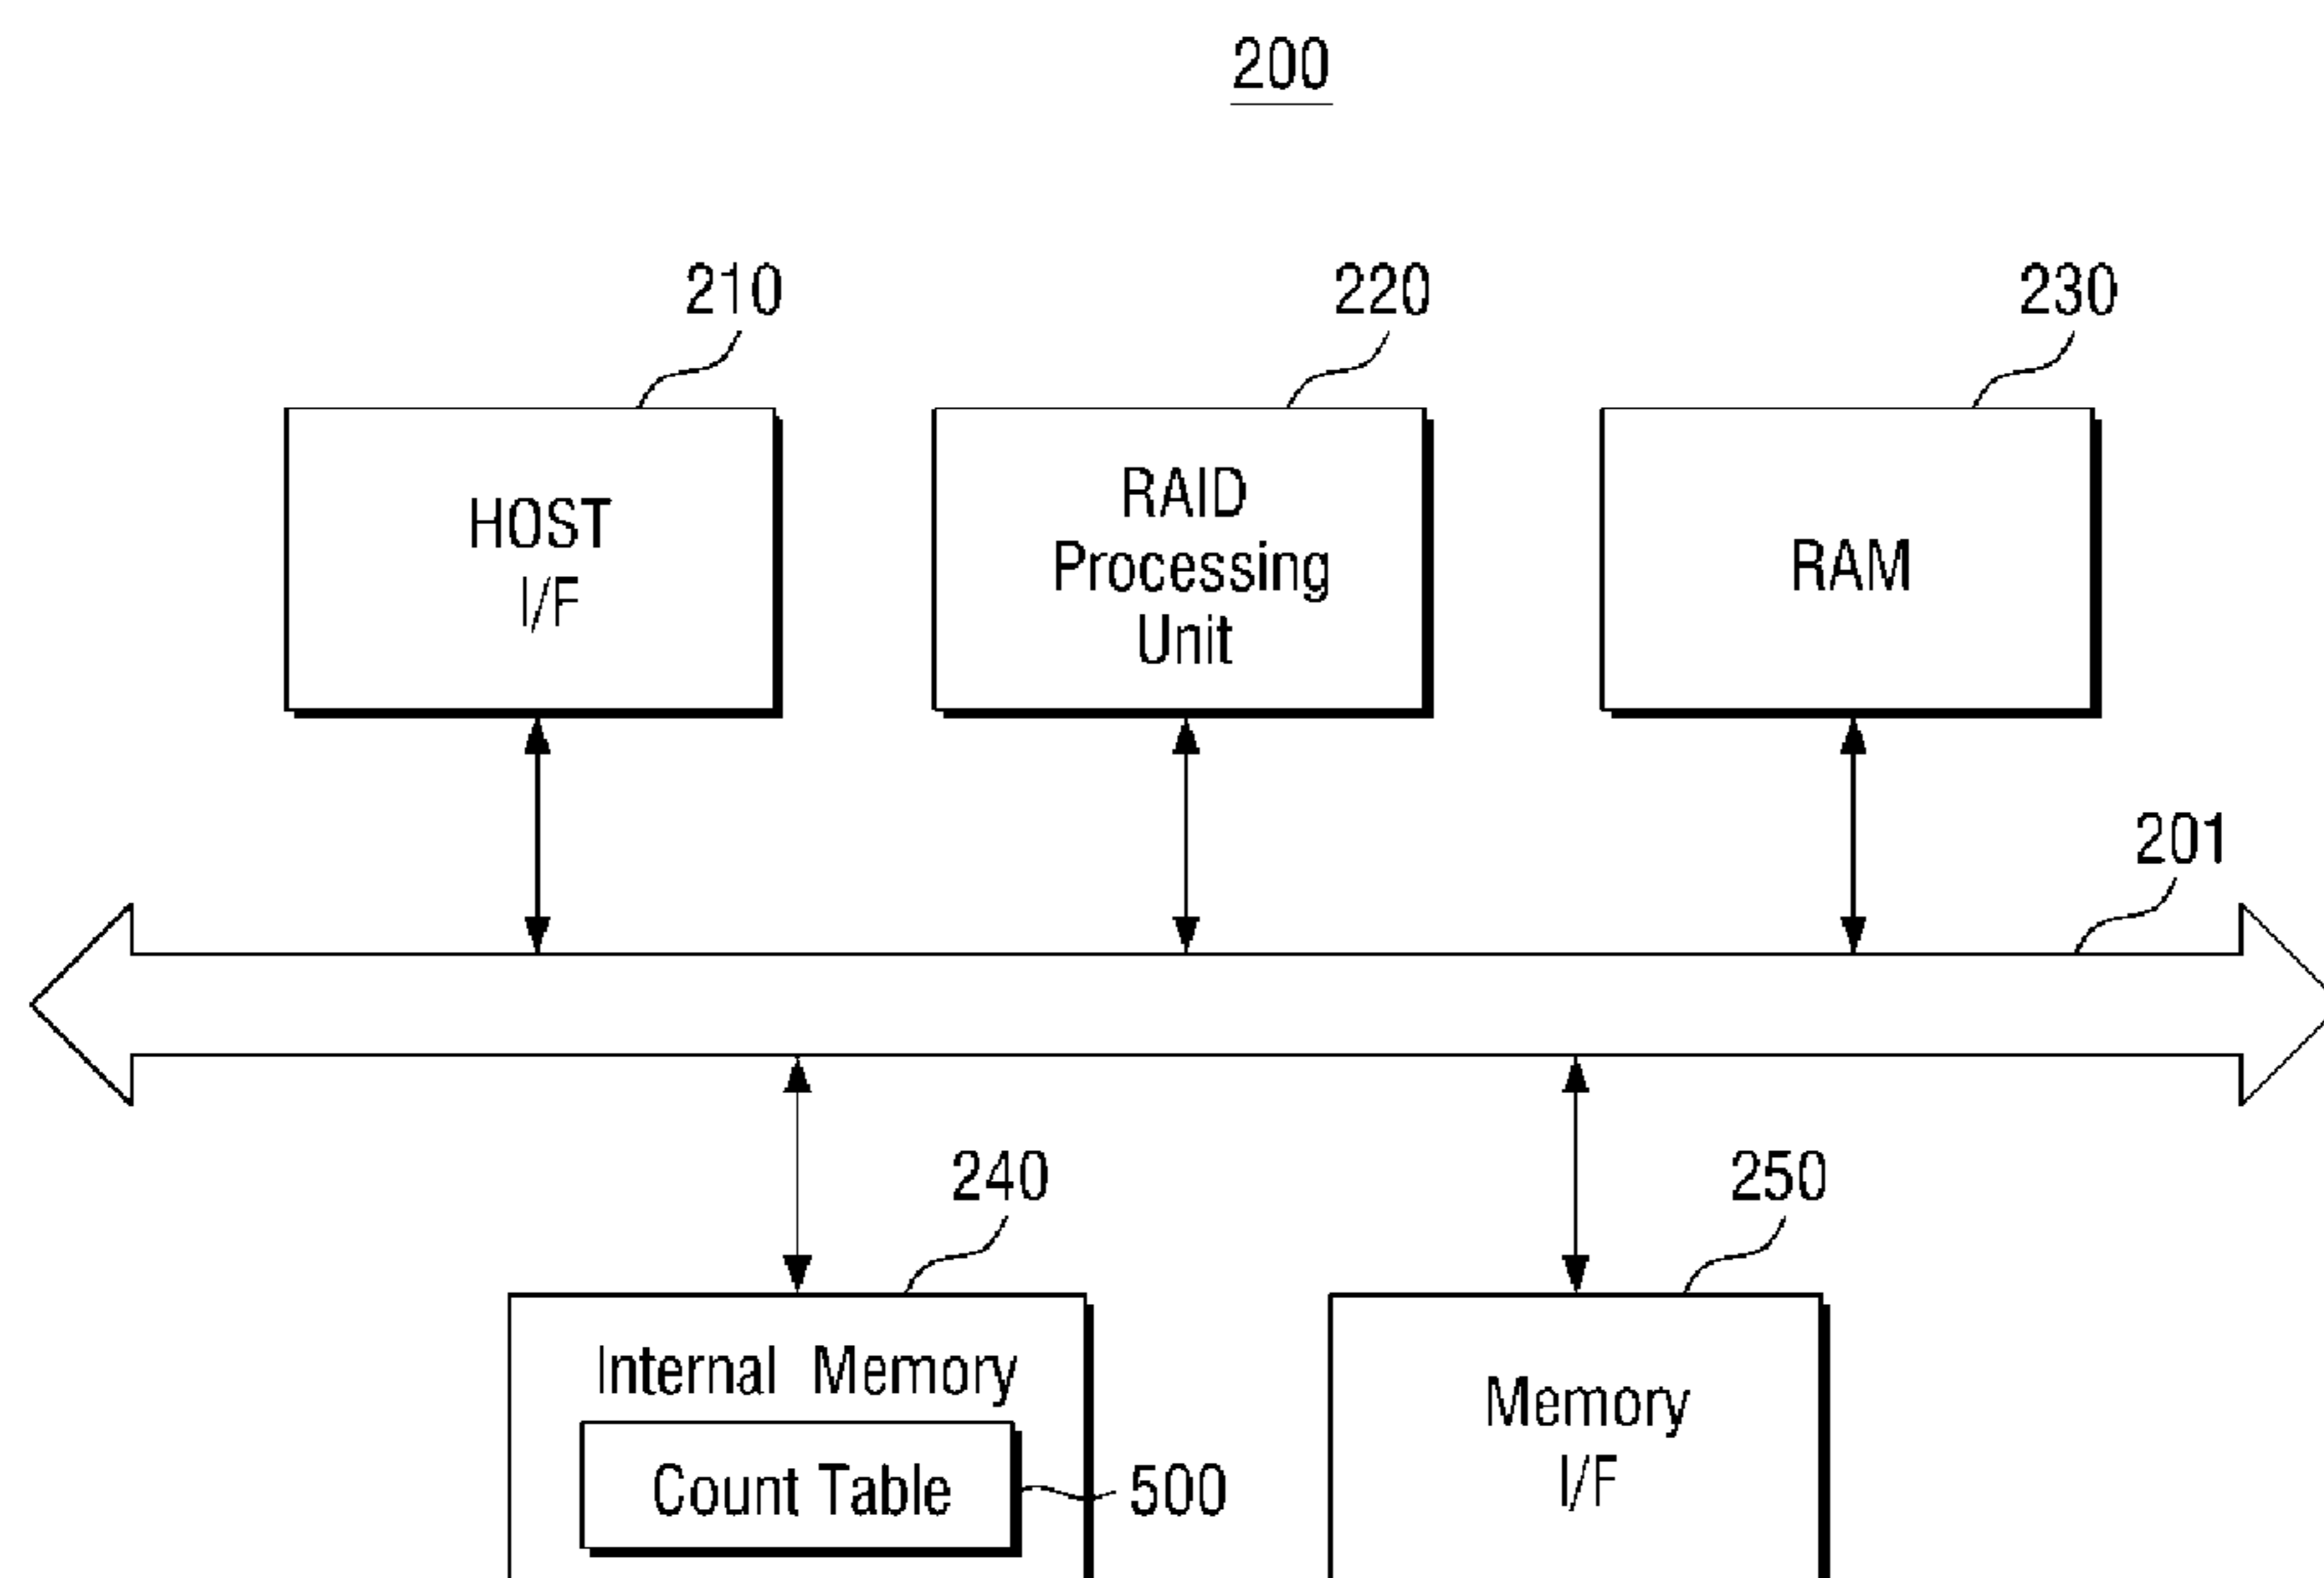 200
210
220
230
HOST
I/F
RAID
Processing
Unit
RAM
201
240
250
Internal Memory
Count Table
500
Memory
I/F